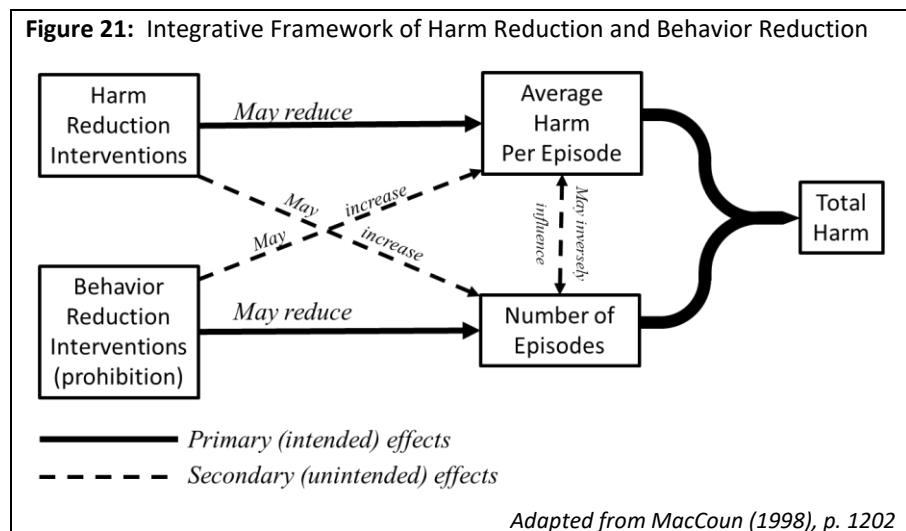 Figure 21: Integrative Framework of Harm Reduction and Behavior Reduction
Harm
Reduction
Interventions
May reduce
Average
Harm
Per Episode
May increase
May increase
May inversely
influence
Total
Harm
Behavior
Reduction
Interventions
(prohibition)
May reduce
Number of
Episodes
Primary (intended) effects
Secondary (unintended) effects
Adapted from MacCoun (1998), p. 1202